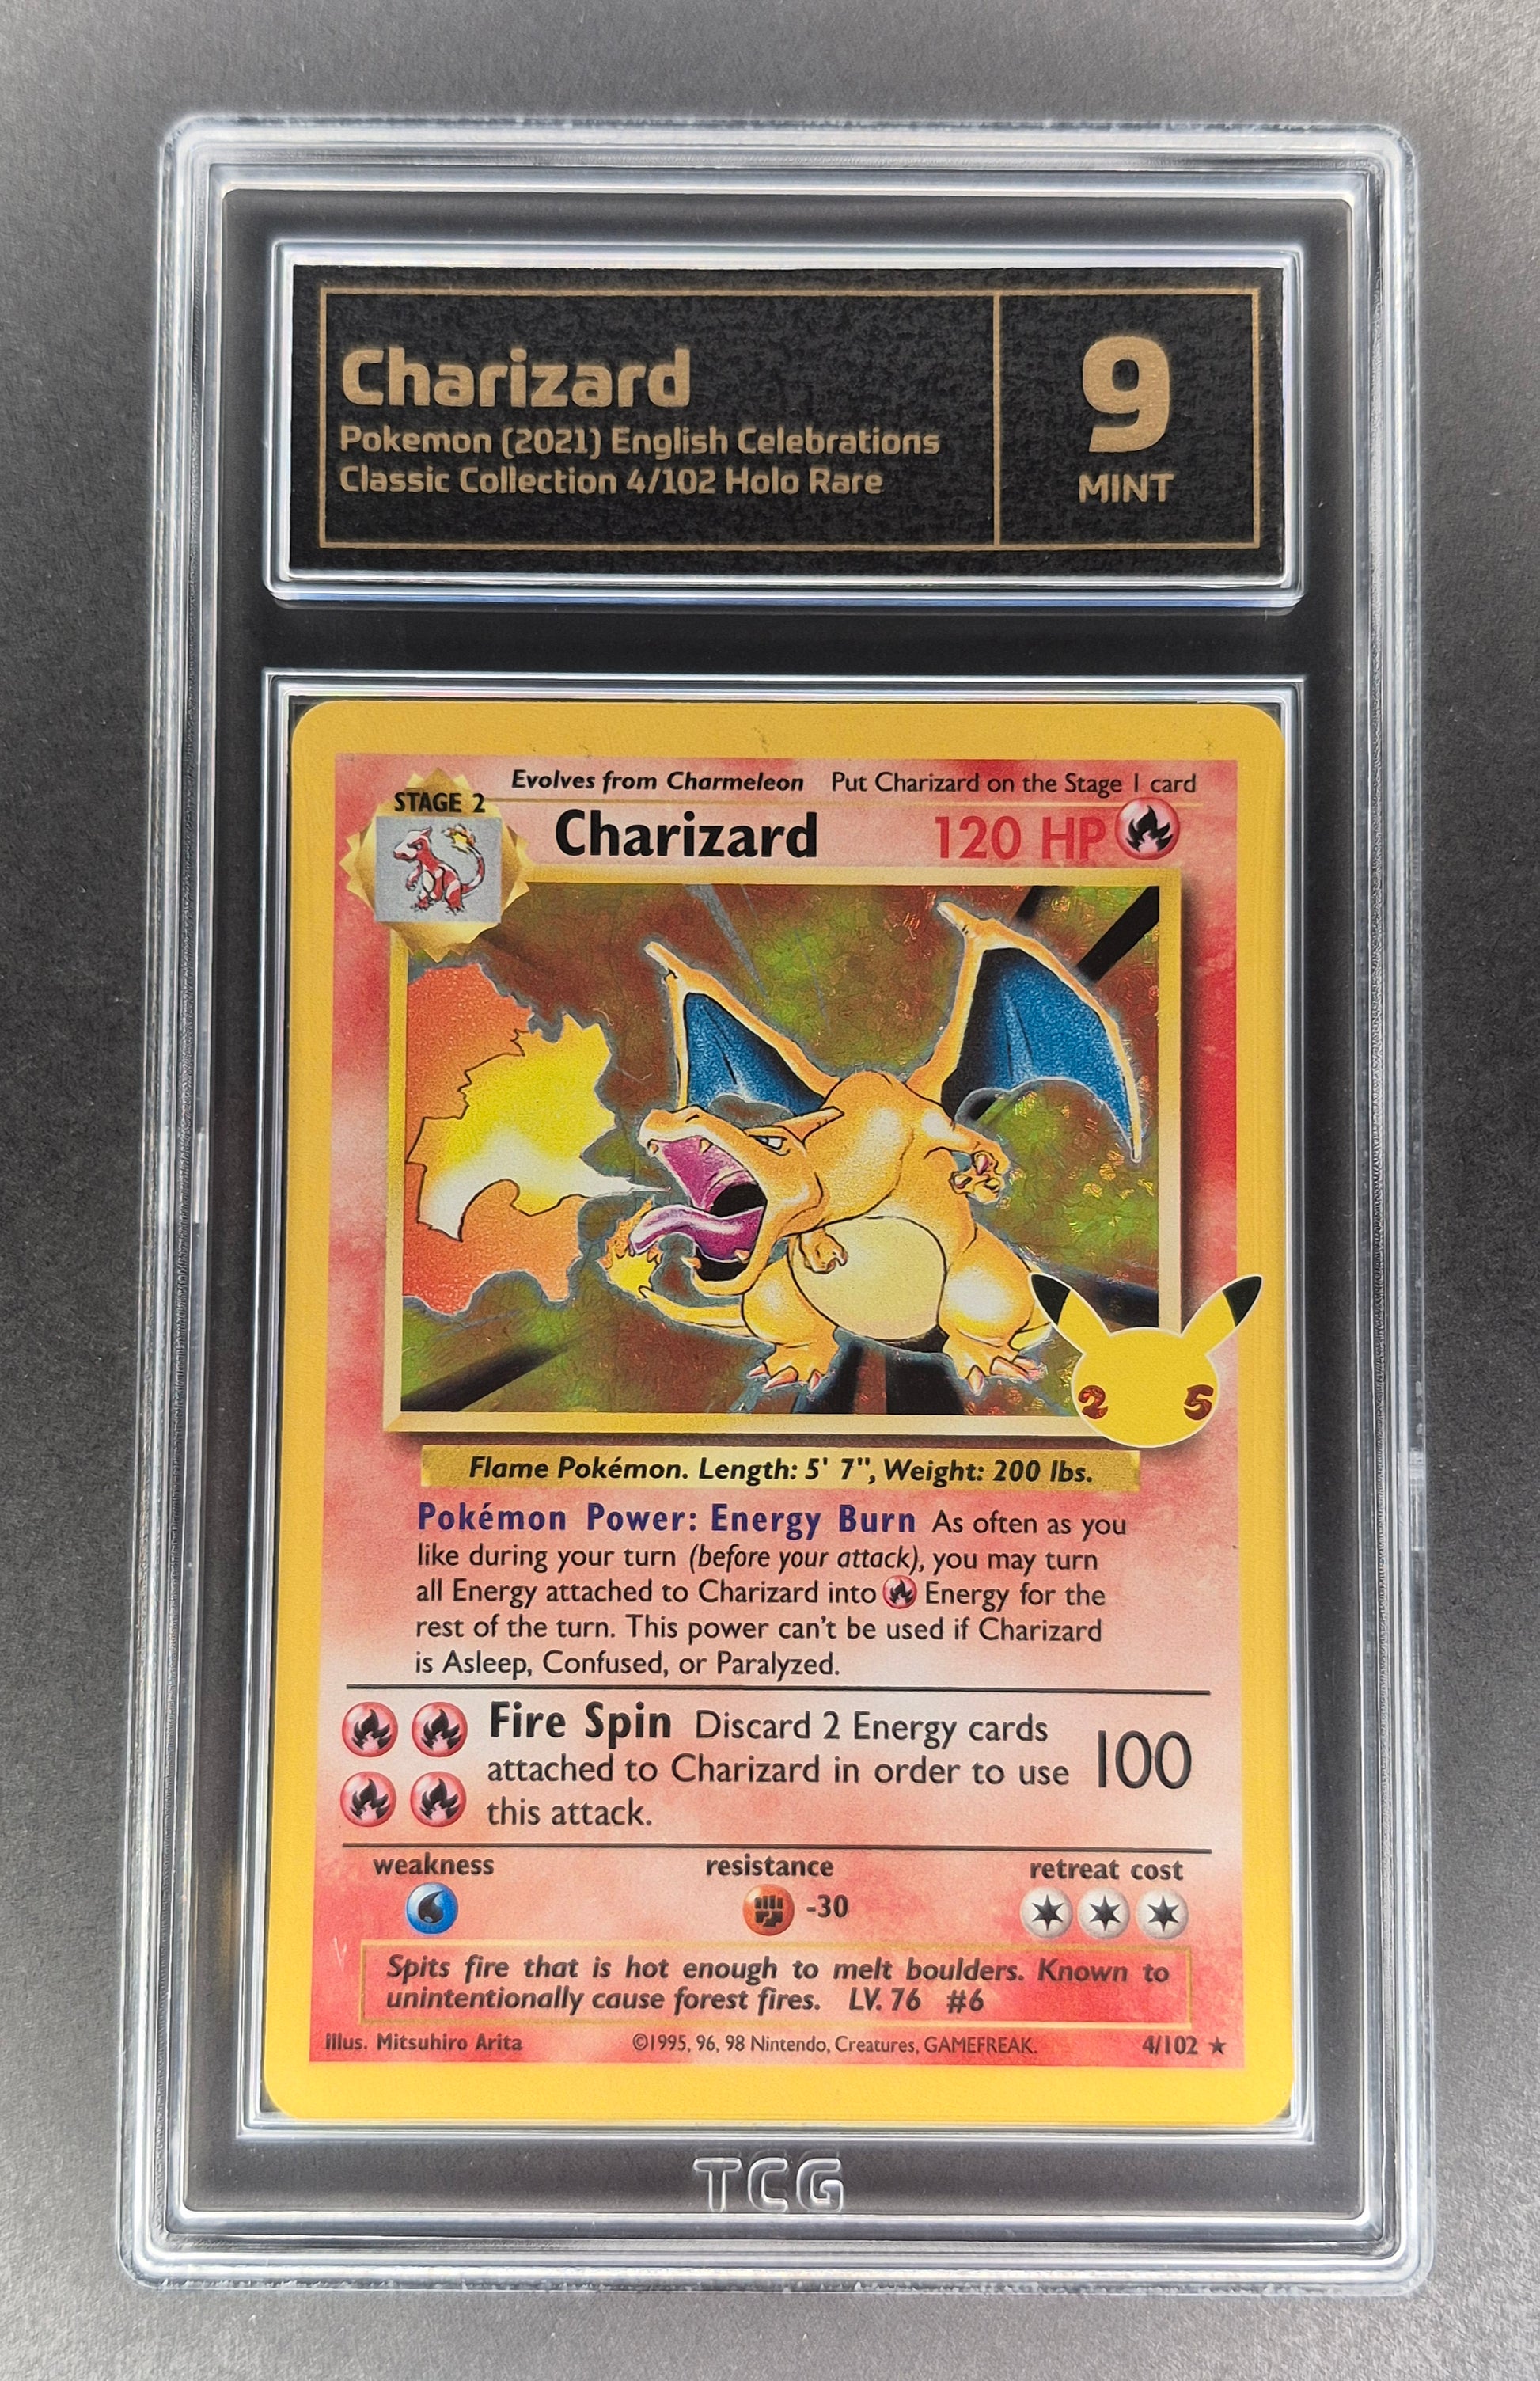 Charizard
Pokemon (2021) English Celebrations
Classic Collection 4/102 Holo Rare
9
MINT
Evolves from Charmeleon Put Charizard on the Stage 1 card
STAGE 2
Charizard 120 HP
2 5
Flame Pokémon. Length: 5' 7", Weight: 200 lbs.
Pokémon Power: Energy Burn As often as you
like during your turn (before your attack), you may turn
all Energy attached to Charizard into Energy for the
rest of the turn. This power can't be used if Charizard
is Asleep, Confused, or Paralyzed.
Fire Spin Discard 2 Energy cards
attached to Charizard in order to use
this attack.
100
weakness resistance retreat cost
-30
Spits fire that is hot enough to melt boulders. Known to
unintentionally cause forest fires. LV. 76 #6
Illus. Mitsuhiro Arita ©1995, 96, 98 Nintendo, Creatures, GAMEFREAK. 4/102 ★
TCG